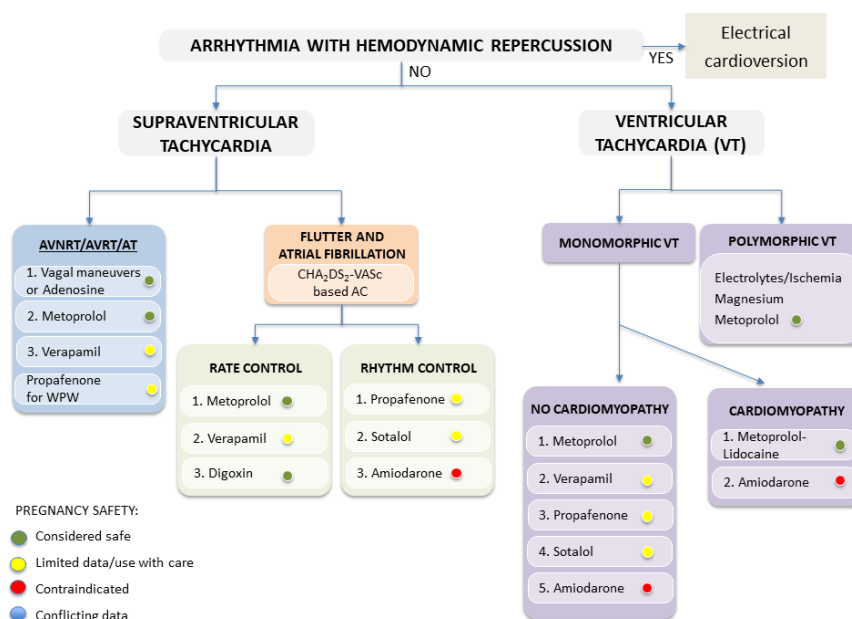 ARRHYTHMIA WITH HEMODYNAMIC REPERCUSSION
YES
Electrical
cardioversion
NO
SUPRAVENTRICULAR
TACHYCARDIA
VENTRICULAR
TACHYCARDIA (VT)
AVNRT/AVRT/AT
1. Vagal maneuvers
or Adenosine
2. Metoprolol
3. Verapamil
Propafenone
for WPW
FLUTTER AND
ATRIAL FIBRILLATION
CHA₂DS₂-VASc
based AC
MONOMORPHIC VT
POLYMORPHIC VT
Electrolytes/Ischemia
Magnesium
Metoprolol
RATE CONTROL
1. Metoprolol
2. Verapamil
3. Digoxin
RHYTHM CONTROL
1. Propafenone
2. Sotalol
3. Amiodarone
NO CARDIOMYOPATHY
1. Metoprolol
2. Verapamil
3. Propafenone
4. Sotalol
5. Amiodarone
CARDIOMYOPATHY
1. Metoprolol-
Lidocaine
2. Amiodarone
PREGNANCY SAFETY:
Considered safe
Limited data/use with care
Contraindicated
Conflicting data